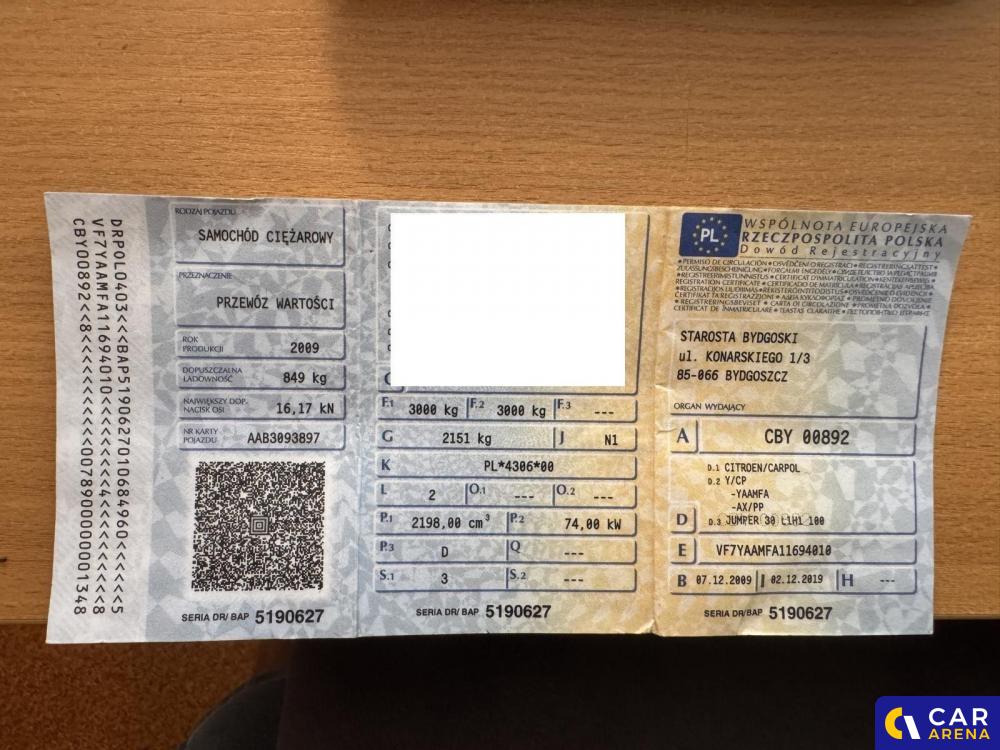 DRPOL0403<<<BAP5190627010684960<<<<<5
VF7YAAMFA11694010<<<<<<<4<<<<<<<<<<8
CBY00892<<8<<<<<<<<<0078900000001348
RODZAJ POJAZDU
SAMOCHÓD CIĘŻAROWY
PRZEZNACZENIE
PRZEWÓZ WARTOŚCI
ROK PRODUKCJI 2009
DOPUSZCZALNA ŁADOWNOŚĆ 849 kg
NAJWIĘKSZY DOP. NACISK OSI 16,17 kN
NR KARTY POJAZDU AAB3093897
SERIA DR/ BAP 5190627
F.1 3000 kg F.2 3000 kg F.3 ---
G 2151 kg J N1
K PL*4306*00
L 2 O.1 --- O.2 ---
P.1 2198,00 cm³ P.2 74,00 kW
P.3 D Q ---
S.1 3 S.2 ---
SERIA DR/ BAP 5190627
PL
WSPÓLNOTA EUROPEJSKA
RZECZPOSPOLITA POLSKA
Dowód Rejestracyjny
STAROSTA BYDGOSKI
ul. KONARSKIEGO 1/3
85-066 BYDGOSZCZ
ORGAN WYDAJĄCY
A CBY 00892
D.1 CITROEN/CARPOL
D.2 Y/CP
-YAAMFA
-AX/PP
D D.3 JUMPER 30 L1H1 100
E VF7YAAMFA11694010
B 07.12.2009 I 02.12.2019 H ---
SERIA DR/ BAP 5190627
CAR
ARENA